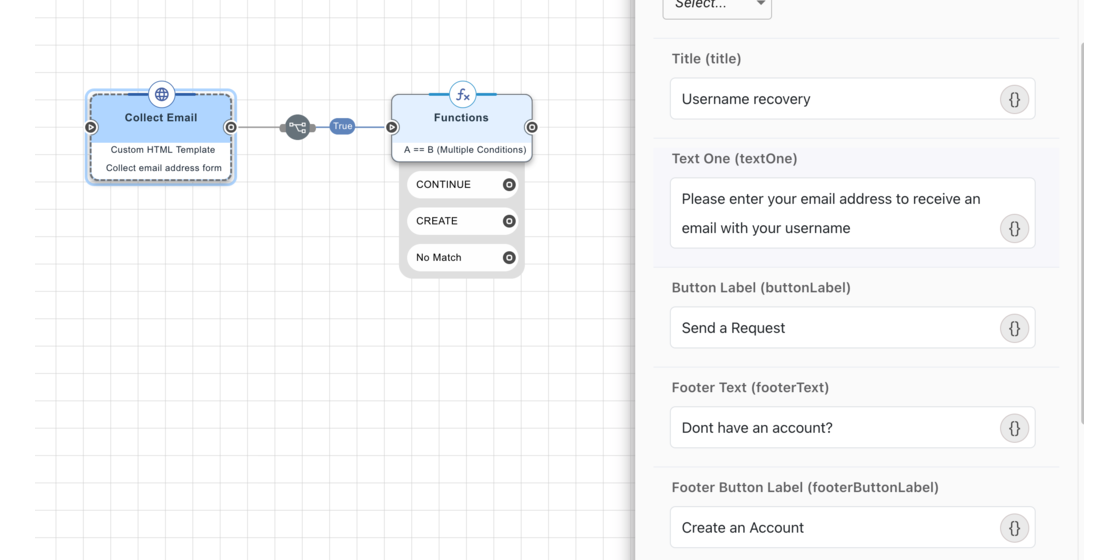 Select...
Title (title)
Username recovery
{}
Text One (textOne)
Please enter your email address to receive an
email with your username
{}
Button Label (buttonLabel)
Send a Request
{}
Footer Text (footerText)
Dont have an account?
{}
Footer Button Label (footerButtonLabel)
Create an Account
{}
Collect Email
Custom HTML Template
Collect email address form
True
fx
Functions
A == B (Multiple Conditions)
CONTINUE
CREATE
No Match